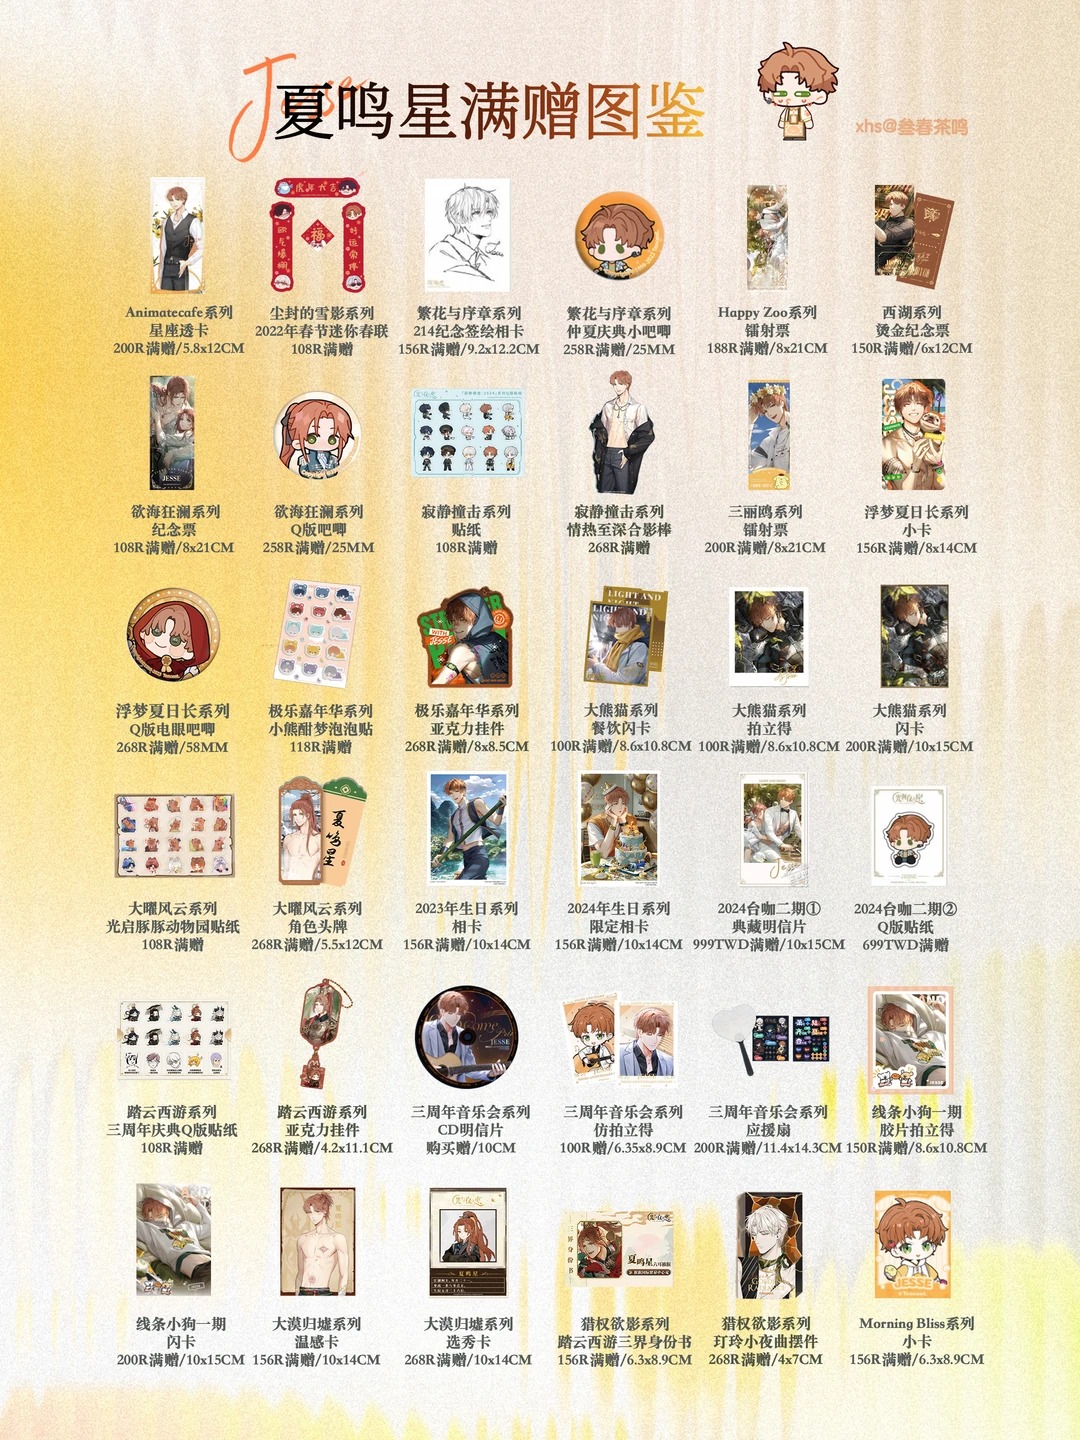 Jesse
夏鸣星满赠图鉴
xhs@叁春茶鸣
Animatecafe系列
星座透卡
200R满赠/5.8x12CM
尘封的雪影系列
2022年春节迷你春联
108R满赠
繁花与序章系列
214纪念签绘相卡
156R满赠/9.2x12.2CM
繁花与序章系列
仲夏庆典小吧唧
258R满赠/25MM
Happy Zoo系列
镭射票
188R满赠/8x21CM
西湖系列
烫金纪念票
150R满赠/6x12CM
欲海狂澜系列
纪念票
108R满赠/8x21CM
欲海狂澜系列
Q版吧唧
258R满赠/25MM
寂静撞击系列
贴纸
108R满赠
寂静撞击系列
情热至深合影棒
268R满赠
三丽鸥系列
镭射票
200R满赠/8x21CM
浮梦夏日长系列
小卡
156R满赠/8x14CM
浮梦夏日长系列
Q版电眼吧唧
268R满赠/58MM
极乐嘉年华系列
小熊酣梦泡泡贴
118R满赠
极乐嘉年华系列
亚克力挂件
268R满赠/8x8.5CM
大熊猫系列
餐饮闪卡
100R满赠/8.6x10.8CM
大熊猫系列
拍立得
100R满赠/8.6x10.8CM
大熊猫系列
闪卡
200R满赠/10x15CM
大曜风云系列
光启豚豚动物园贴纸
108R满赠
大曜风云系列
角色头牌
268R满赠/5.5x12CM
2023年生日系列
相卡
156R满赠/10x14CM
2024年生日系列
限定相卡
156R满赠/10x14CM
2024台咖二期①
典藏明信片
999TWD满赠/10x15CM
2024台咖二期②
Q版贴纸
699TWD满赠
踏云西游系列
三周年庆典Q版贴纸
108R满赠
踏云西游系列
亚克力挂件
268R满赠/4.2x11.1CM
三周年音乐会系列
CD明信片
购买赠/10CM
三周年音乐会系列
仿拍立得
100R满赠/6.35x8.9CM
三周年音乐会系列
应援扇
200R满赠/11.4x14.3CM
线条小狗一期
胶片拍立得
150R满赠/8.6x10.8CM
线条小狗一期
闪卡
200R满赠/10x15CM
大漠归墟系列
温感卡
156R满赠/10x14CM
大漠归墟系列
选秀卡
268R满赠/10x14CM
猎权欲影系列
踏云西游三界身份书
156R满赠/6.3x8.9CM
猎权欲影系列
玎玲小夜曲摆件
268R满赠/4x7CM
Morning Bliss系列
小卡
156R满赠/6.3x8.9CM